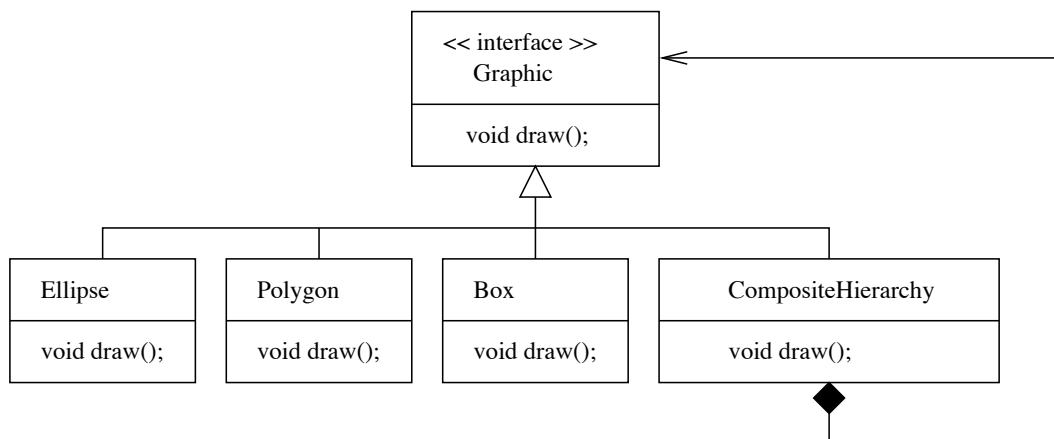 << interface >>
Graphic
void draw();
Ellipse
void draw();
Polygon
void draw();
Box
void draw();
CompositeHierarchy
void draw();